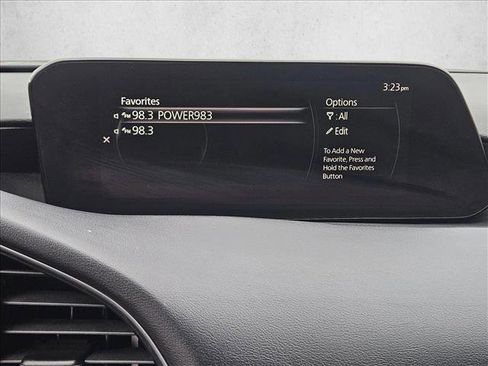 3:23pm
Favorites
98.3 POWER983
98.3
Options
: All
Edit
To Add a New
Favorite, Press and
Hold the Favorites
Button